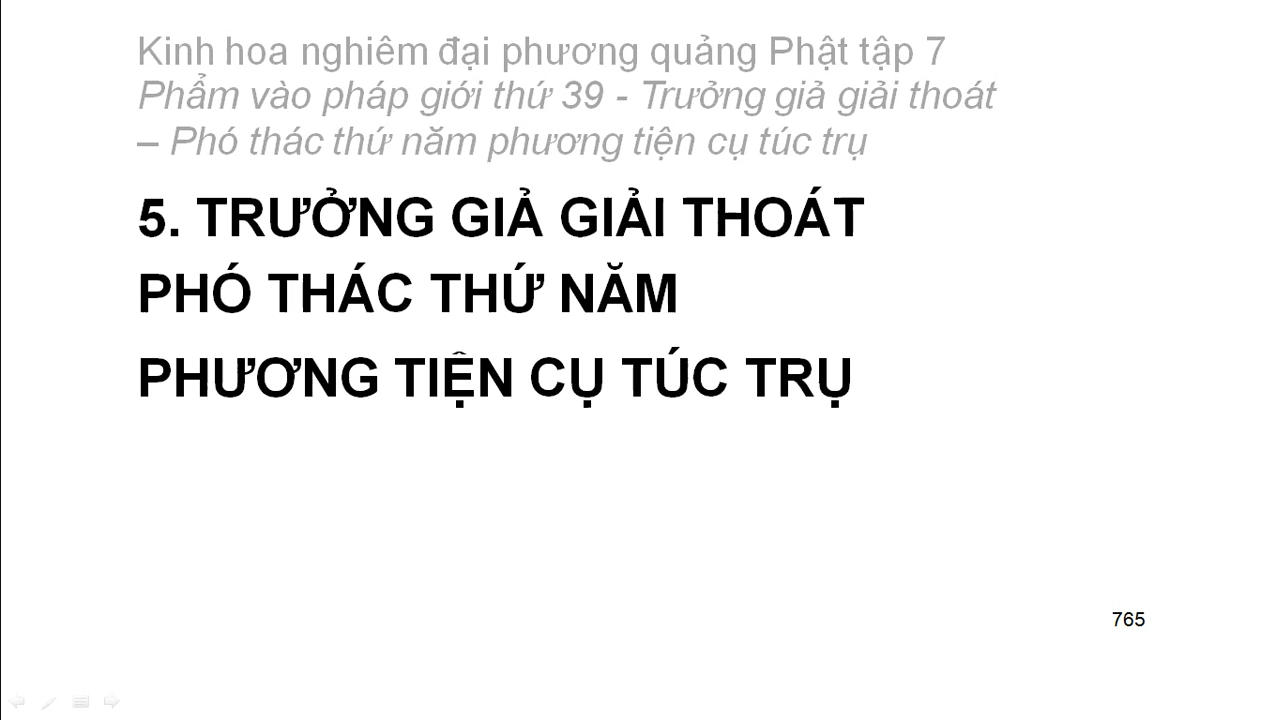 Kinh hoa nghiêm đại phương quảng Phật tập 7
Phẩm vào pháp giới thứ 39 - Trưởng giả giải thoát
– Phó thác thứ năm phương tiện cụ túc trụ
5. TRƯỞNG GIẢ GIẢI THOÁT
PHÓ THÁC THỨ NĂM
PHƯƠNG TIỆN CỤ TÚC TRỤ
765